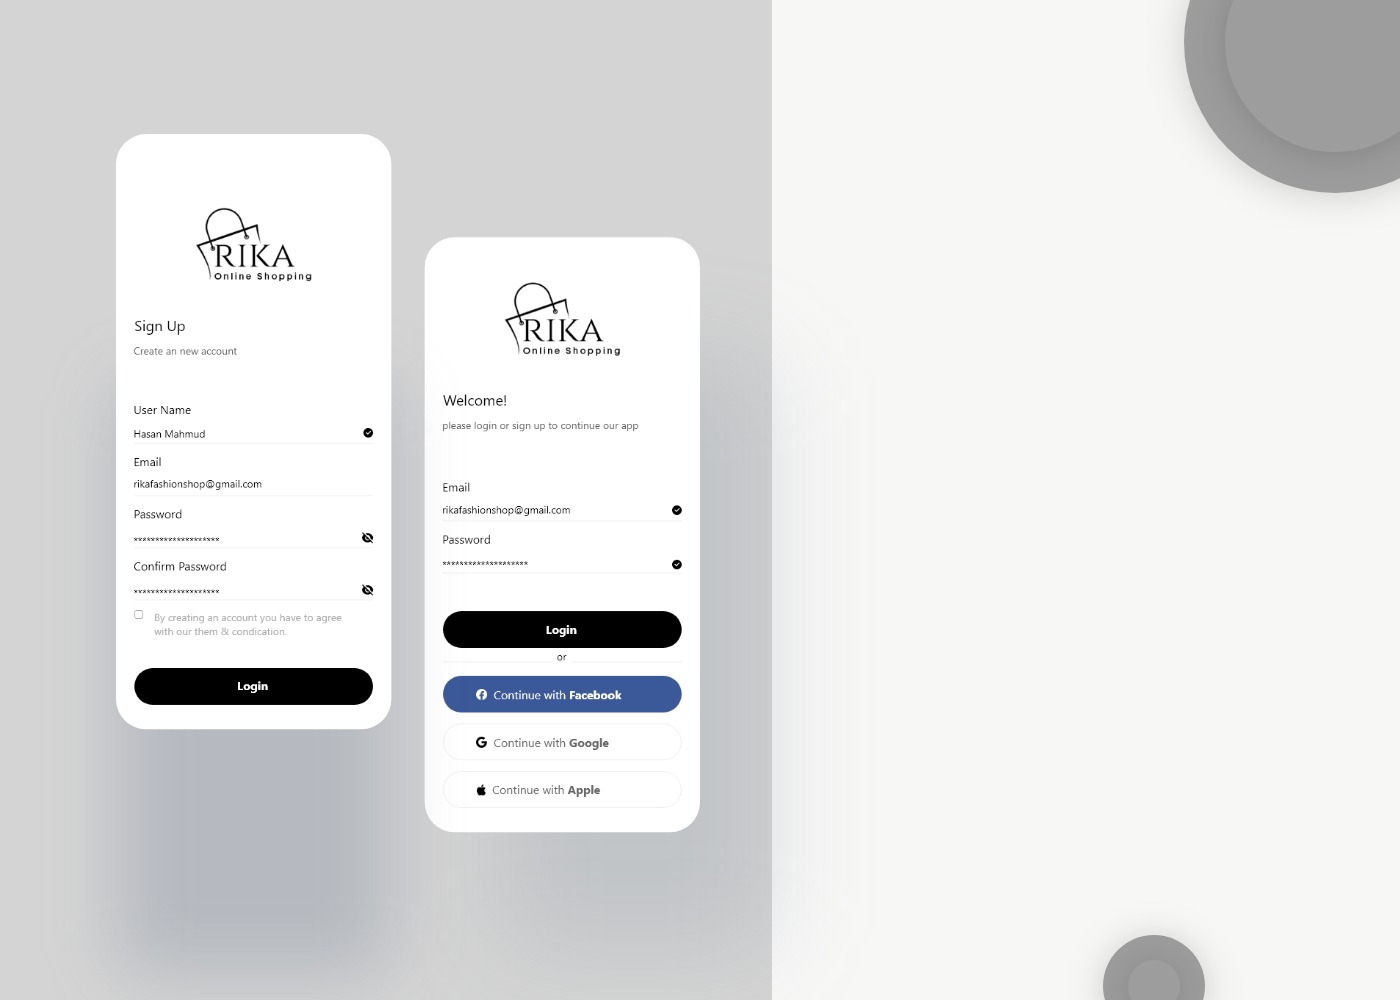 RIKA
Online Shopping
Sign Up
Create an new account
User Name
Hasan Mahmud
Email
rikafashionshop@gmail.com
Password
********************
Confirm Password
********************
By creating an account you have to agree
with our them & condication.
Login
RIKA
Online Shopping
Welcome!
please login or sign up to continue our app
Email
rikafashionshop@gmail.com
Password
********************
Login
or
Continue with Facebook
Continue with Google
Continue with Apple